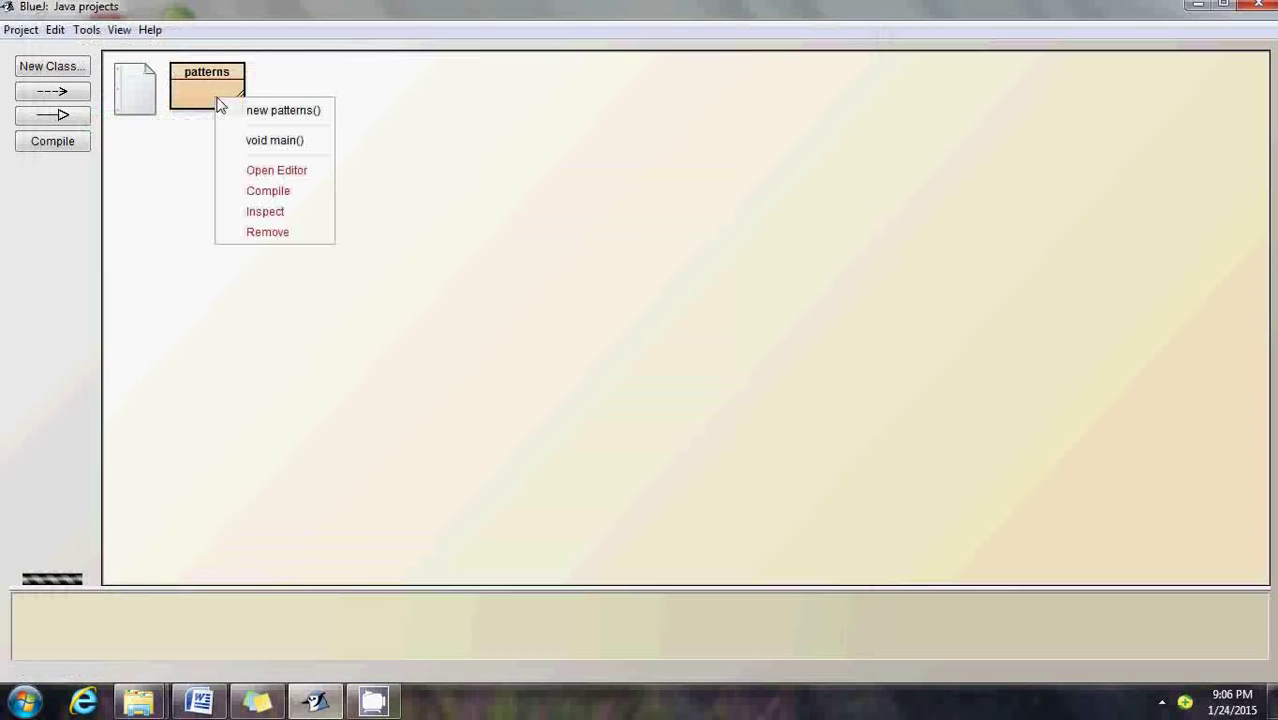 BlueJ: Java projects
Project Edit Tools View Help
New Class...
Compile
patterns
new patterns()
void main()
Open Editor
Compile
Inspect
Remove
9:06 PM
1/24/2015